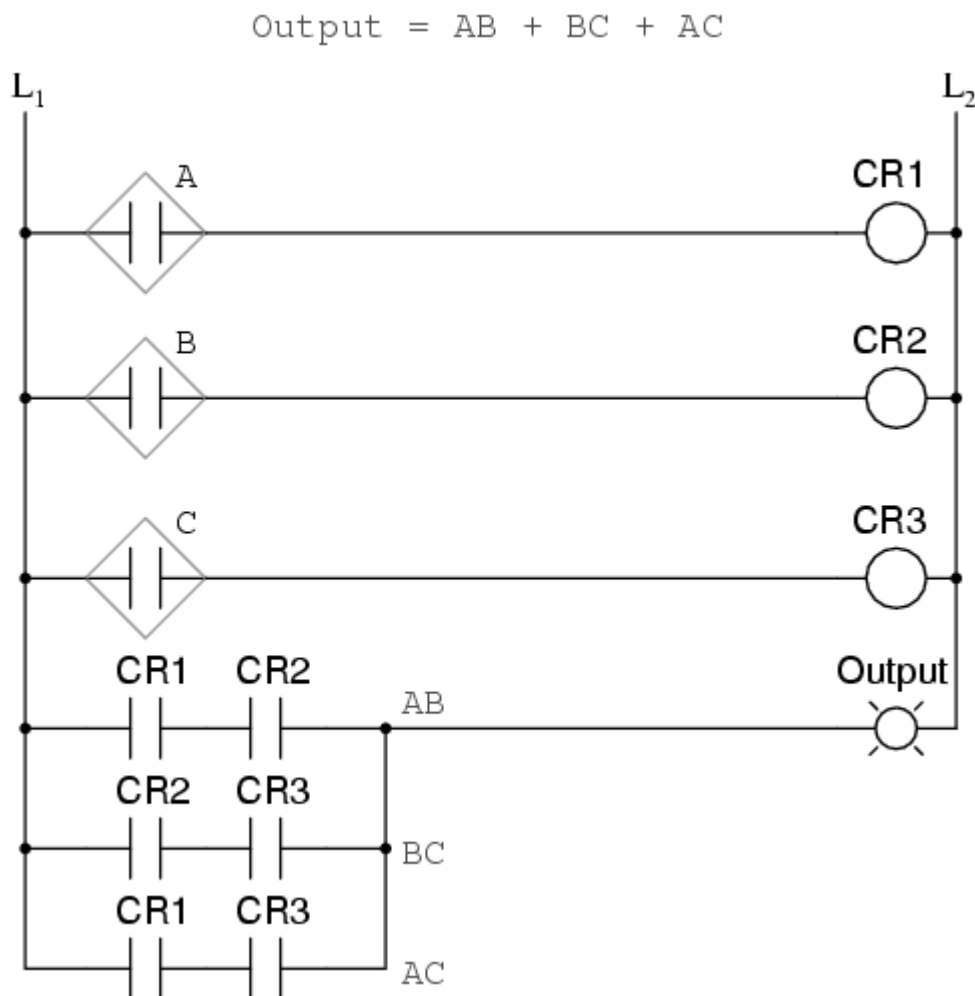 Output = AB + BC + AC
L1 L2
A CR1
B CR2
C CR3
CR1 CR2 Output
AB
CR2 CR3
BC
CR1 CR3
AC